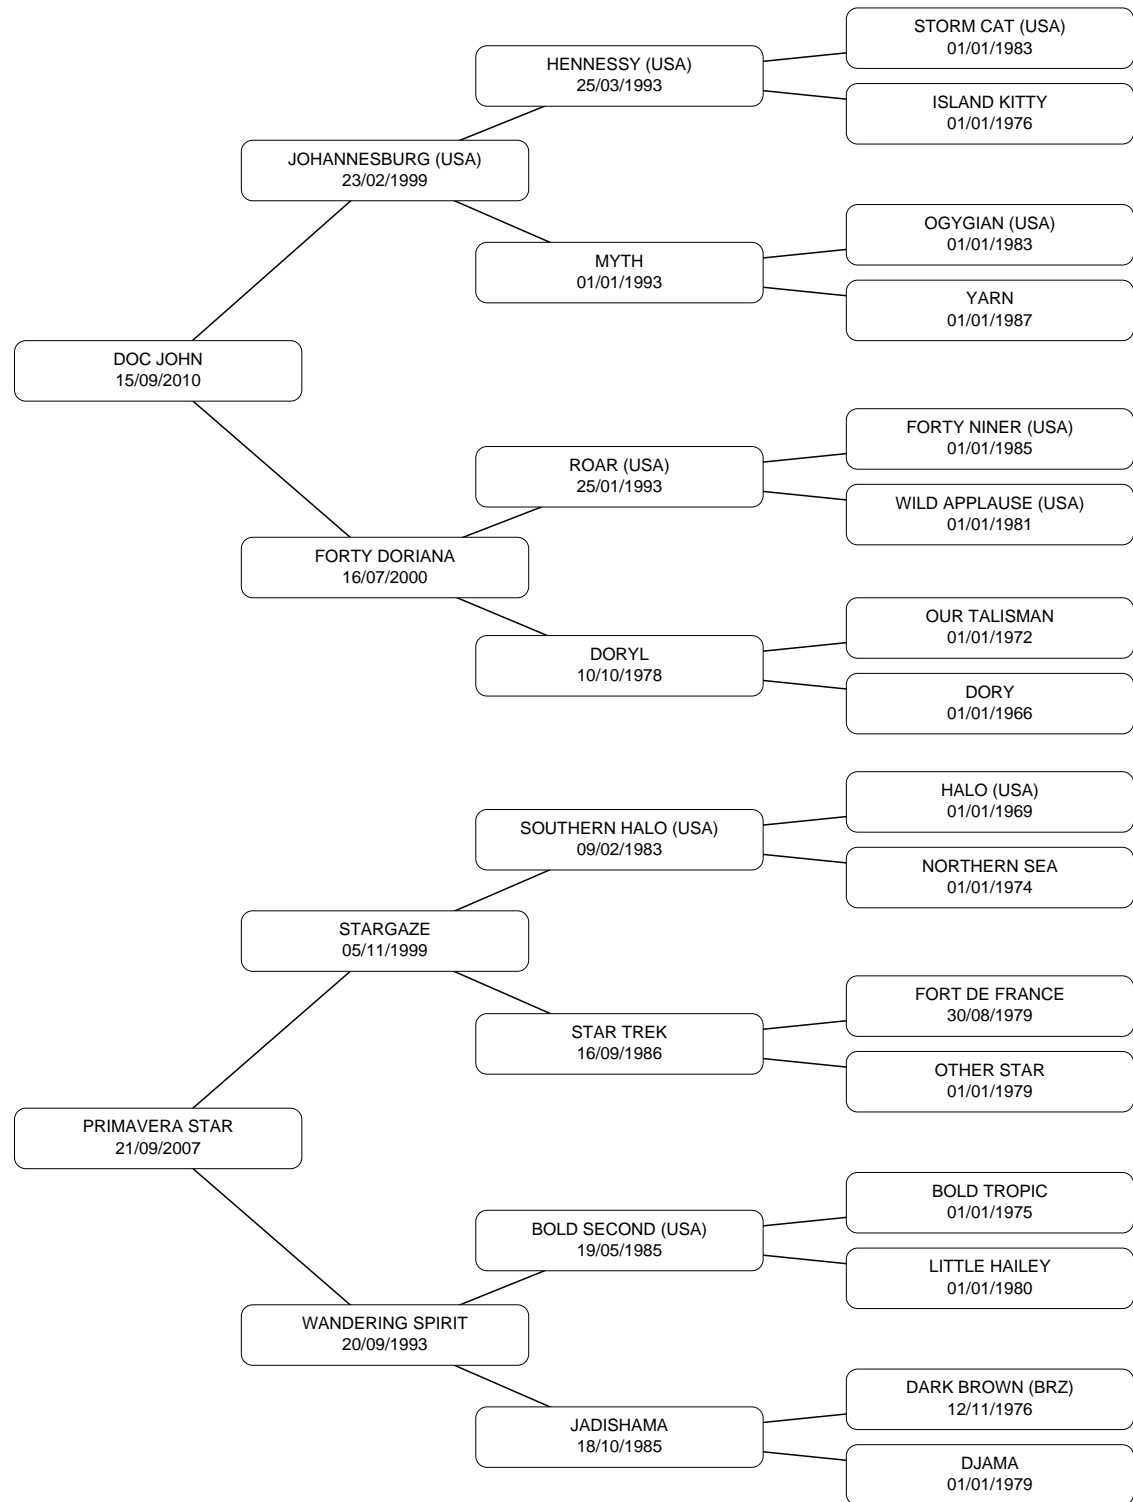 STORM CAT (USA)
01/01/1983
HENNESSY (USA)
25/03/1993
ISLAND KITTY
01/01/1976
JOHANNESBURG (USA)
23/02/1999
OGYGIAN (USA)
01/01/1983
MYTH
01/01/1993
YARN
01/01/1987
DOC JOHN
15/09/2010
FORTY NINER (USA)
01/01/1985
ROAR (USA)
25/01/1993
WILD APPLAUSE (USA)
01/01/1981
FORTY DORIANA
16/07/2000
OUR TALISMAN
01/01/1972
DORYL
10/10/1978
DORY
01/01/1966
HALO (USA)
01/01/1969
SOUTHERN HALO (USA)
09/02/1983
NORTHERN SEA
01/01/1974
STARGAZE
05/11/1999
FORT DE FRANCE
30/08/1979
STAR TREK
16/09/1986
OTHER STAR
01/01/1979
PRIMAVERA STAR
21/09/2007
BOLD TROPIC
01/01/1975
BOLD SECOND (USA)
19/05/1985
LITTLE HAILEY
01/01/1980
WANDERING SPIRIT
20/09/1993
DARK BROWN (BRZ)
12/11/1976
JADISHAMA
18/10/1985
DJAMA
01/01/1979